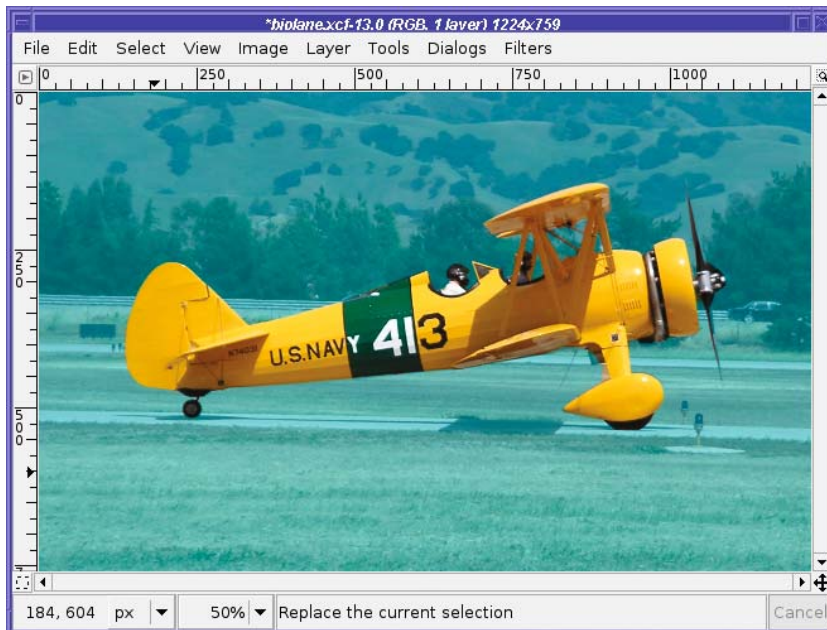 *biplane.xcf-13.0 (RGB, 1 layer) 1224x759
File Edit Select View Image Layer Tools Dialogs Filters
0 250 500 750 1000
0
250
500
U.S.NAVY 413
184, 604 px 50% Replace the current selection Cancel